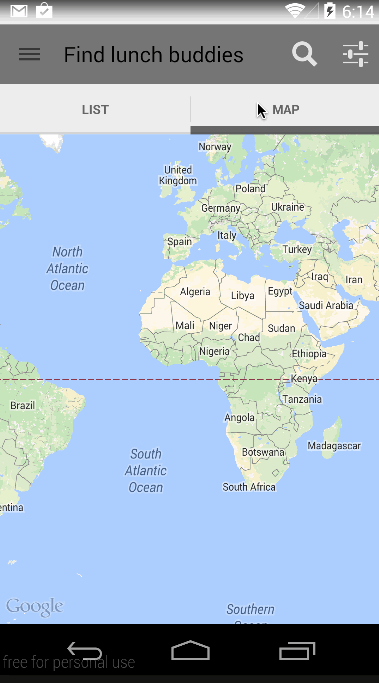 6:14
Find lunch buddies
LIST
MAP
Norway
United
Kingdom
Poland
Germany
Ukraine
Italy
Spain
Turkey
North
Atlantic
Ocean
Iraq
Iran
Algeria
Libya
Egypt
Saudi Arabia
Mali
Niger
Sudan
Chad
Nigeria
Ethiopia
Kenya
Brazil
Tanzania
Angola
Madagascar
Botswana
South
Atlantic
Ocean
South Africa
entina
Google
Southern
free for personal use